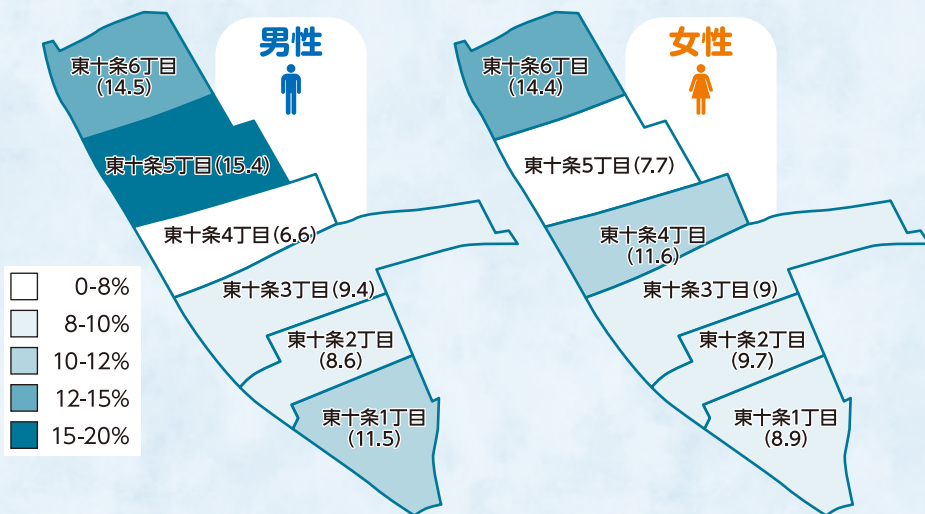 男性
東十条6丁目
(14.5)
東十条5丁目(15.4)
東十条4丁目(6.6)
東十条3丁目(9.4)
東十条2丁目
(8.6)
東十条1丁目
(11.5)
女性
東十条6丁目
(14.4)
東十条5丁目(7.7)
東十条4丁目
(11.6)
東十条3丁目(9)
東十条2丁目
(9.7)
東十条1丁目
(8.9)
0-8%
8-10%
10-12%
12-15%
15-20%